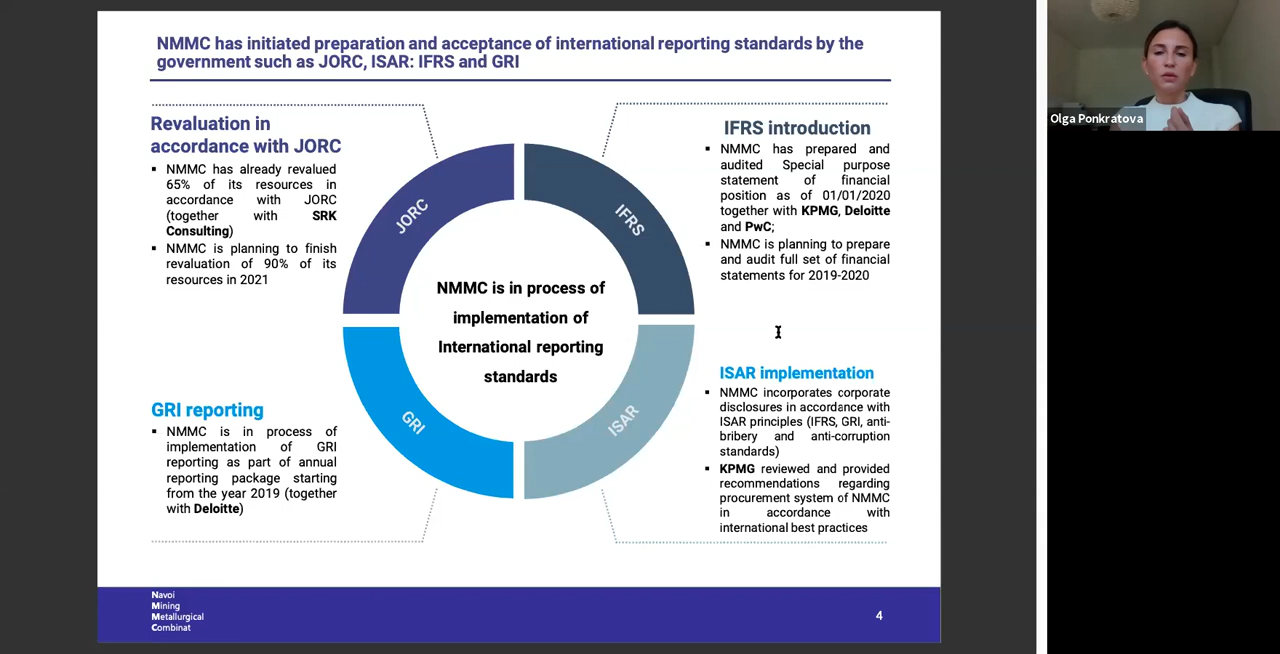 NMMC has initiated preparation and acceptance of international reporting standards by the
government such as JORC, ISAR: IFRS and GRI
Revaluation in
accordance with JORC
▪ NMMC has already revalued
65% of its resources in
accordance with JORC
(together with SRK
Consulting)
▪ NMMC is planning to finish
revaluation of 90% of its
resources in 2021
GRI reporting
▪ NMMC is in process of
implementation of GRI
reporting as part of annual
reporting package starting
from the year 2019 (together
with Deloitte)
JORC
IFRS
GRI
ISAR
NMMC is in process of
implementation of
International reporting
standards
IFRS introduction
▪ NMMC has prepared and
audited Special purpose
statement of financial
position as of 01/01/2020
together with KPMG, Deloitte
and PwC;
▪ NMMC is planning to prepare
and audit full set of financial
statements for 2019-2020
ISAR implementation
▪ NMMC incorporates corporate
disclosures in accordance with
ISAR principles (IFRS, GRI, anti-
bribery and anti-corruption
standards)
▪ KPMG reviewed and provided
recommendations regarding
procurement system of NMMC
in accordance with
international best practices
Navoi
Mining
Metallurgical
Combinat
4
Olga Ponkratova